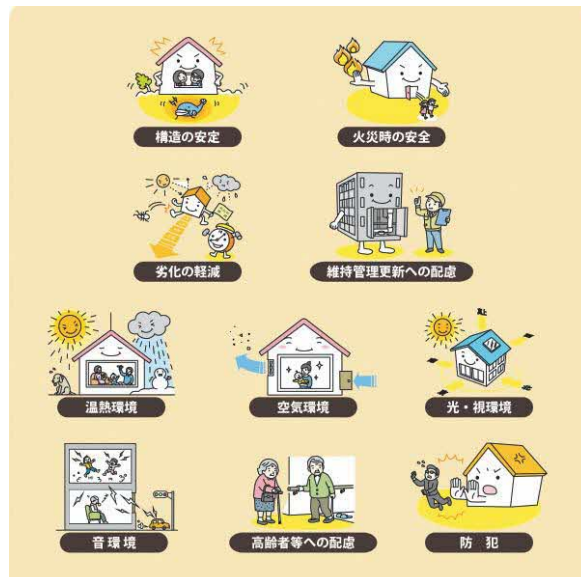 構造の安定
火災時の安全
劣化の軽減
維持管理更新への配慮
温熱環境
空気環境
真上
光・視環境
音環境
高齢者等への配慮
防犯